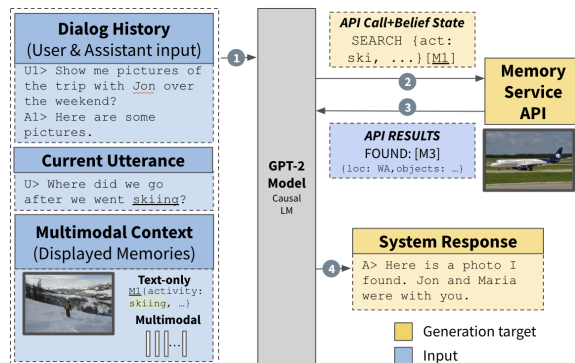 Dialog History
(User & Assistant input)
U1> Show me pictures of
the trip with Jon over
the weekend?
A1> Here are some
pictures.
Current Utterance
U> Where did we go
after we went skiing?
Multimodal Context
(Displayed Memories)
Text-only
M1{activity:
skiing, …}
Multimodal
...
1
GPT-2
Model
Causal
LM
API Call+Belief State
SEARCH {act:
ski, ...}[M1]
2
3
API RESULTS
FOUND: [M3]
{loc: WA,objects: …}
Memory
Service
API
4
System Response
A> Here is a photo I
found. Jon and Maria
were with you.
Generation target
Input